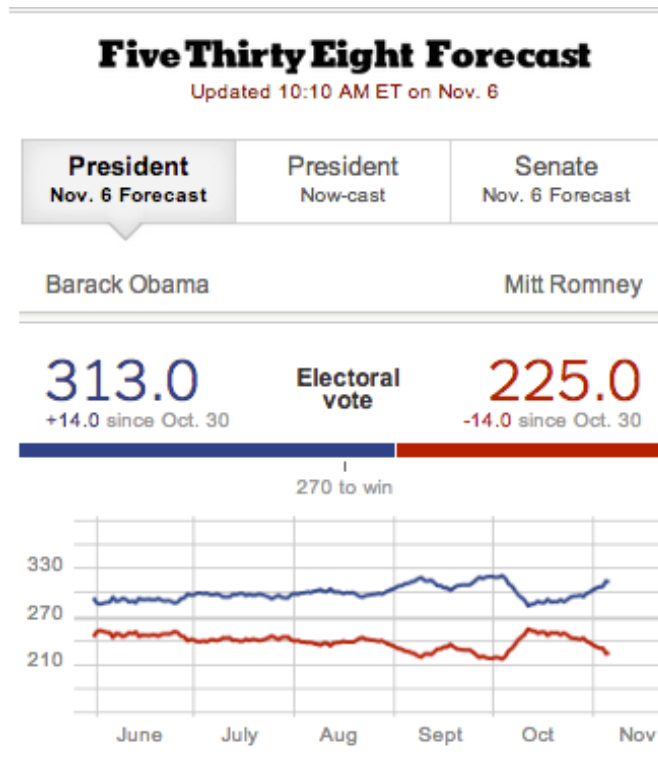 FiveThirtyEight Forecast
Updated 10:10 AM ET on Nov. 6
President President Senate
Nov. 6 Forecast Now-cast Nov. 6 Forecast
Barack Obama Mitt Romney
313.0 Electoral vote 225.0
+14.0 since Oct. 30 -14.0 since Oct. 30
270 to win
330
270
210
June July Aug Sept Oct Nov